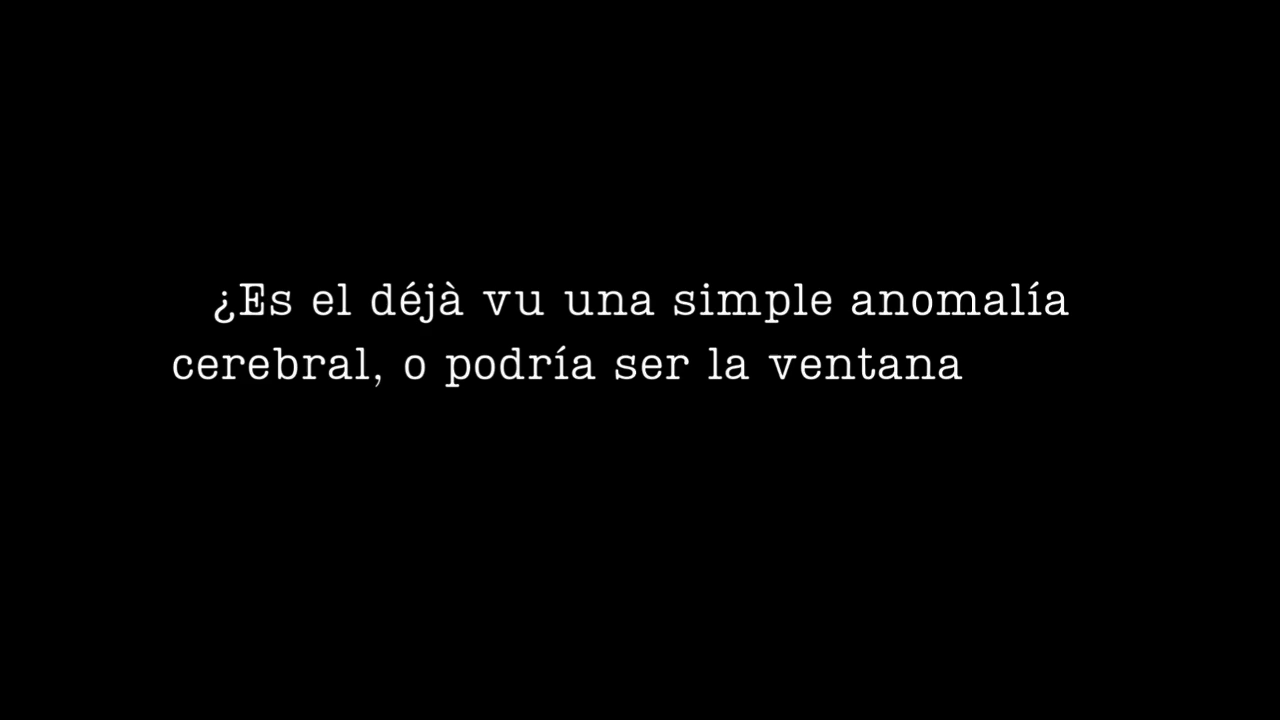 ¿Es el déjà vu una simple anomalía
cerebral, o podría ser la ventana